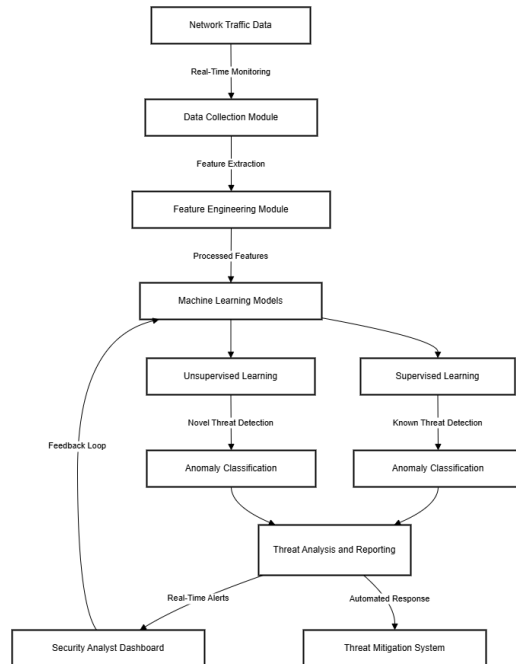 Network Traffic Data
Real-Time Monitoring
Data Collection Module
Feature Extraction
Feature Engineering Module
Processed Features
Machine Learning Models
Unsupervised Learning
Supervised Learning
Novel Threat Detection
Known Threat Detection
Feedback Loop
Anomaly Classification
Anomaly Classification
Threat Analysis and Reporting
Real-Time Alerts
Automated Response
Security Analyst Dashboard
Threat Mitigation System